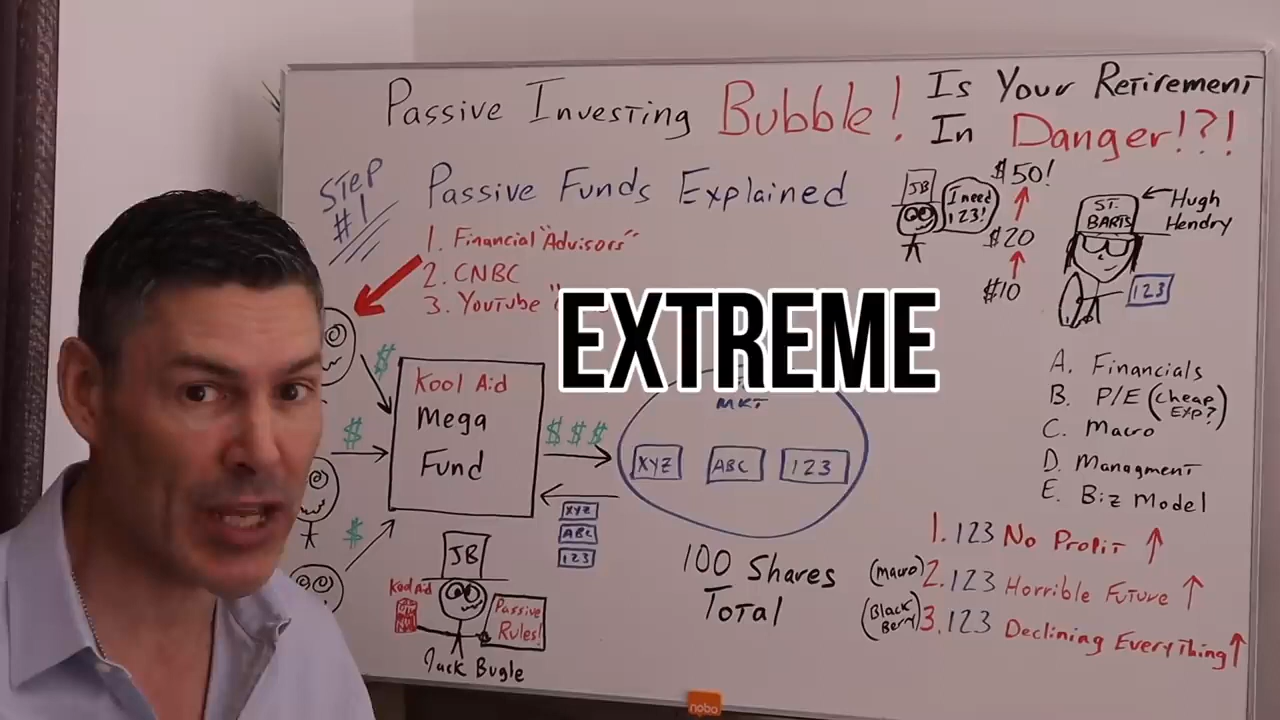 Passive Investing Bubble! Is Your Retirement
In Danger!?!
STEP
#1
Passive Funds Explained
1. Financial "Advisors"
2. CNBC
3. YouTube "
EXTREME
JB
I need
123!
$50!
$20
$10
ST.
BARTS
Hugh
Hendry
123
$
$
$
Kool Aid
Mega
Fund
$$$
MKT
XYZ
ABC
123
XYZ
ABC
123
A. Financials
B. P/E (Cheap
Exp?)
C. Macro
D. Managment
E. Biz Model
100 Shares
Total
1. 123 No Profit
(Macro) 2. 123 Horrible Future
(Black
Berry) 3. 123 Declining Everything
JB
Kool Aid
Passive
Rules!
Jack Bugle
nobo